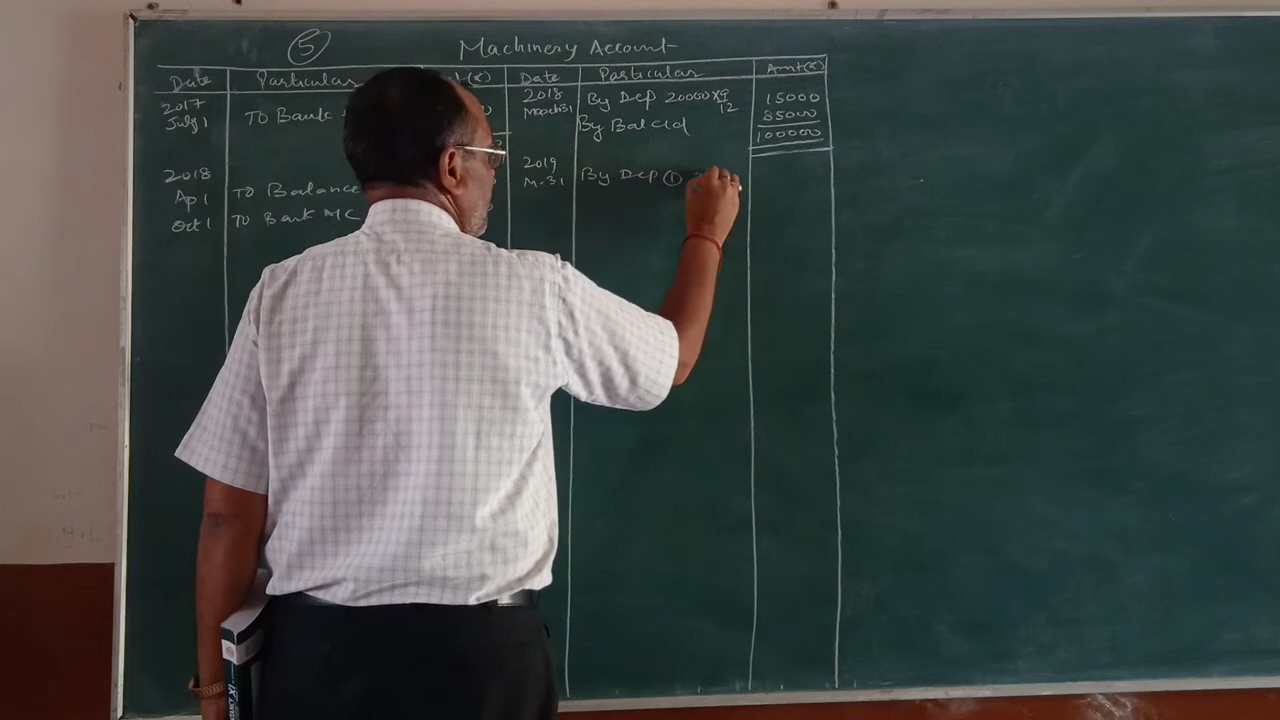 5
Machinery Account
Date Particular t(₹) Date Particular Amt(₹)
2017 July 1 To Bank
2018 March 31 By Dep 20000×9/12 15000
By Bal c/d 85000
100000
2018 Ap 1 To Balance
2019 M-31 By Dep ①
Oct 1 To Bank A/C